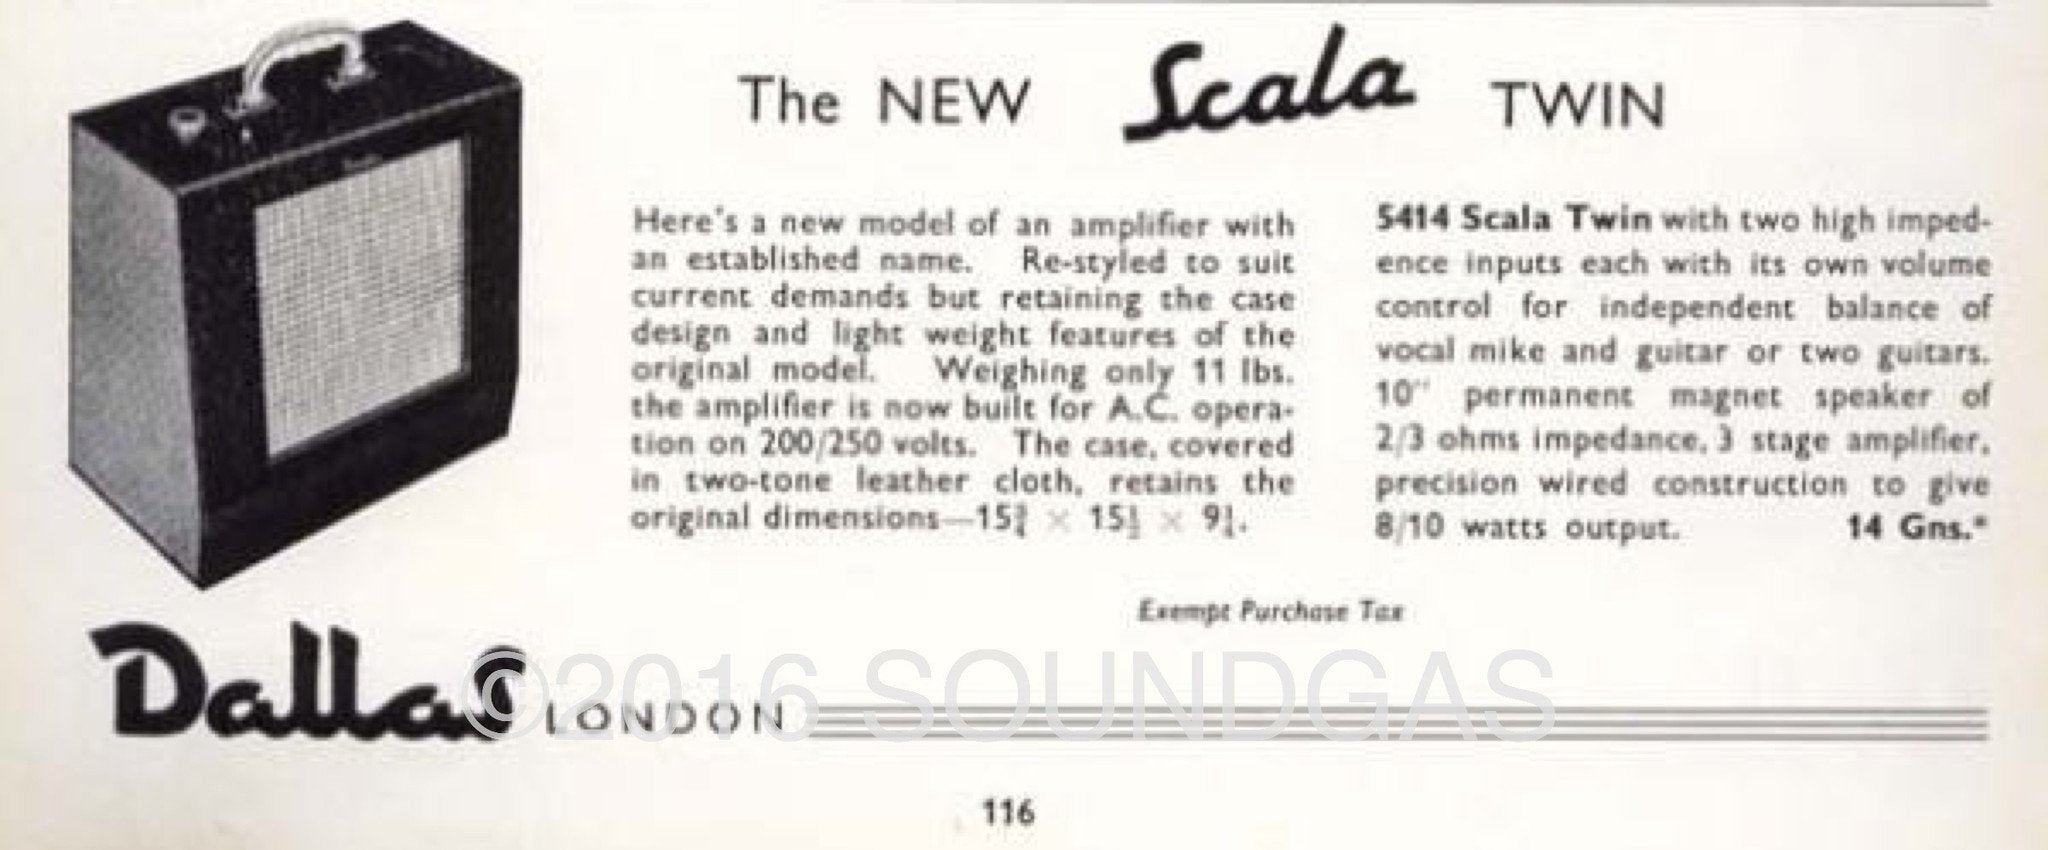 The NEW Scala TWIN
Here's a new model of an amplifier with
an established name. Re-styled to suit
current demands but retaining the case
design and light weight features of the
original model. Weighing only 11 lbs.
the amplifier is now built for A.C. opera-
tion on 200/250 volts. The case, covered
in two-tone leather cloth, retains the
original dimensions—15¾ × 15½ × 9½.
5414 Scala Twin with two high imped-
ence inputs each with its own volume
control for independent balance of
vocal mike and guitar or two guitars.
10" permanent magnet speaker of
2/3 ohms impedance, 3 stage amplifier,
precision wired construction to give
8/10 watts output. 14 Gns.*
Exempt Purchase Tax
Dallas LONDON
©2016 SOUNDGAS
116